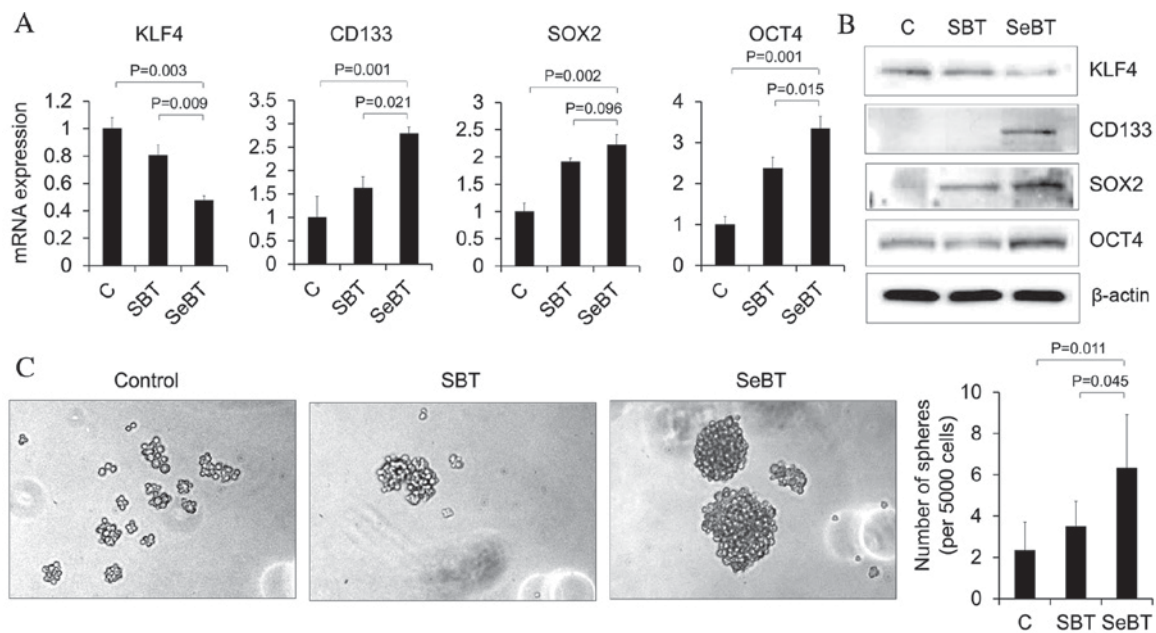 A
KLF4
CD133
SOX2
OCT4
P=0.003
P=0.009
P=0.001
P=0.021
P=0.002
P=0.096
P=0.001
P=0.015
mRNA expression
1.2
1
0.8
0.6
0.4
0.2
0
C
SBT
SeBT
3.5
3
2.5
2
1.5
1
0.5
0
C
SBT
SeBT
3
2.5
2
1.5
1
0.5
0
C
SBT
SeBT
4
3
2
1
0
C
SBT
SeBT
B
C SBT SeBT
KLF4
CD133
SOX2
OCT4
β-actin
C
Control
SBT
SeBT
P=0.011
P=0.045
Number of spheres
(per 5000 cells)
10
8
6
4
2
0
C SBT SeBT